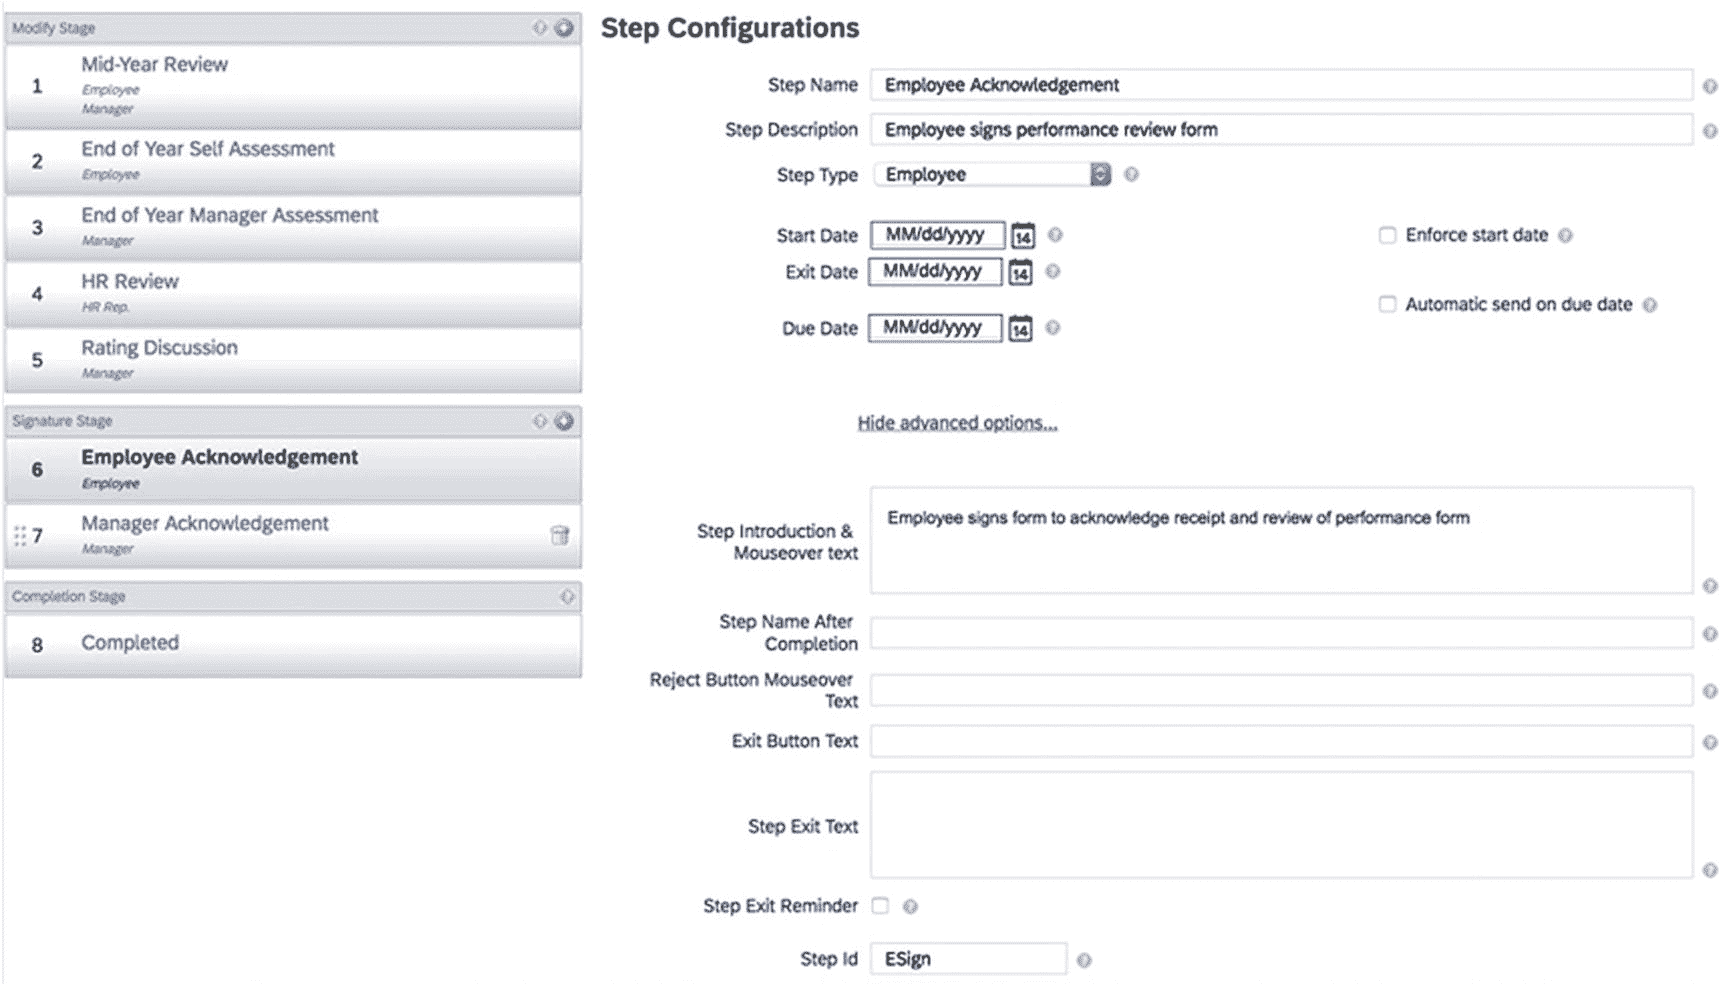 Modify Stage
1
Mid-Year Review
Employee
Manager
2
End of Year Self Assessment
Employee
3
End of Year Manager Assessment
Manager
4
HR Review
HR Rep.
5
Rating Discussion
Manager
Signature Stage
6
Employee Acknowledgement
Employee
7
Manager Acknowledgement
Manager
Completion Stage
8
Completed
Step Configurations
Step Name Employee Acknowledgement
Step Description Employee signs performance review form
Step Type Employee
Start Date MM/dd/yyyy 14 Enforce start date
Exit Date MM/dd/yyyy 14
Automatic send on due date
Due Date MM/dd/yyyy 14
Hide advanced options...
Employee signs form to acknowledge receipt and review of performance form
Step Introduction &
Mouseover text
Step Name After
Completion
Reject Button Mouseover
Text
Exit Button Text
Step Exit Text
Step Exit Reminder
Step Id ESign